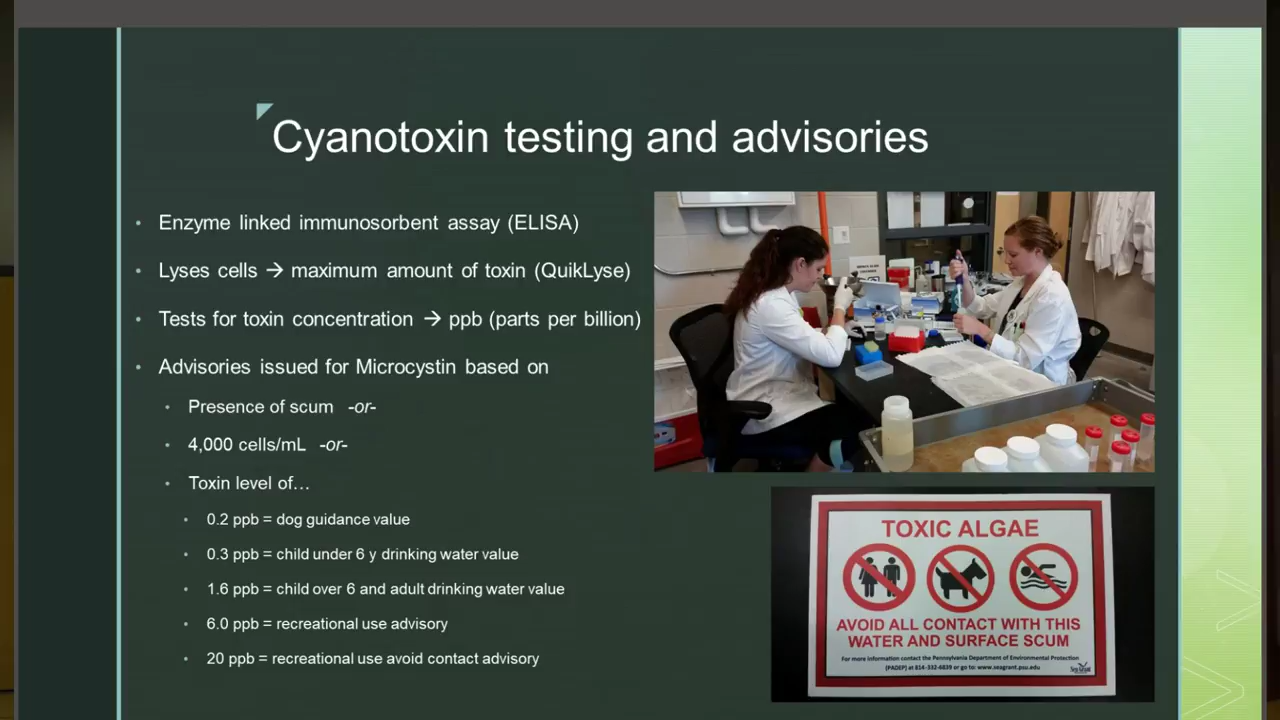 Cyanotoxin testing and advisories
• Enzyme linked immunosorbent assay (ELISA)
• Lyses cells → maximum amount of toxin (QuikLyse)
• Tests for toxin concentration → ppb (parts per billion)
• Advisories issued for Microcystin based on
• Presence of scum -or-
• 4,000 cells/mL -or-
• Toxin level of…
• 0.2 ppb = dog guidance value
• 0.3 ppb = child under 6 y drinking water value
• 1.6 ppb = child over 6 and adult drinking water value
• 6.0 ppb = recreational use advisory
• 20 ppb = recreational use avoid contact advisory
TOXIC ALGAE
AVOID ALL CONTACT WITH THIS
WATER AND SURFACE SCUM
For more information contact the Pennsylvania Department of Environmental Protection
(PADEP) at 814-332-6839 or go to: www.seagrant.psu.edu